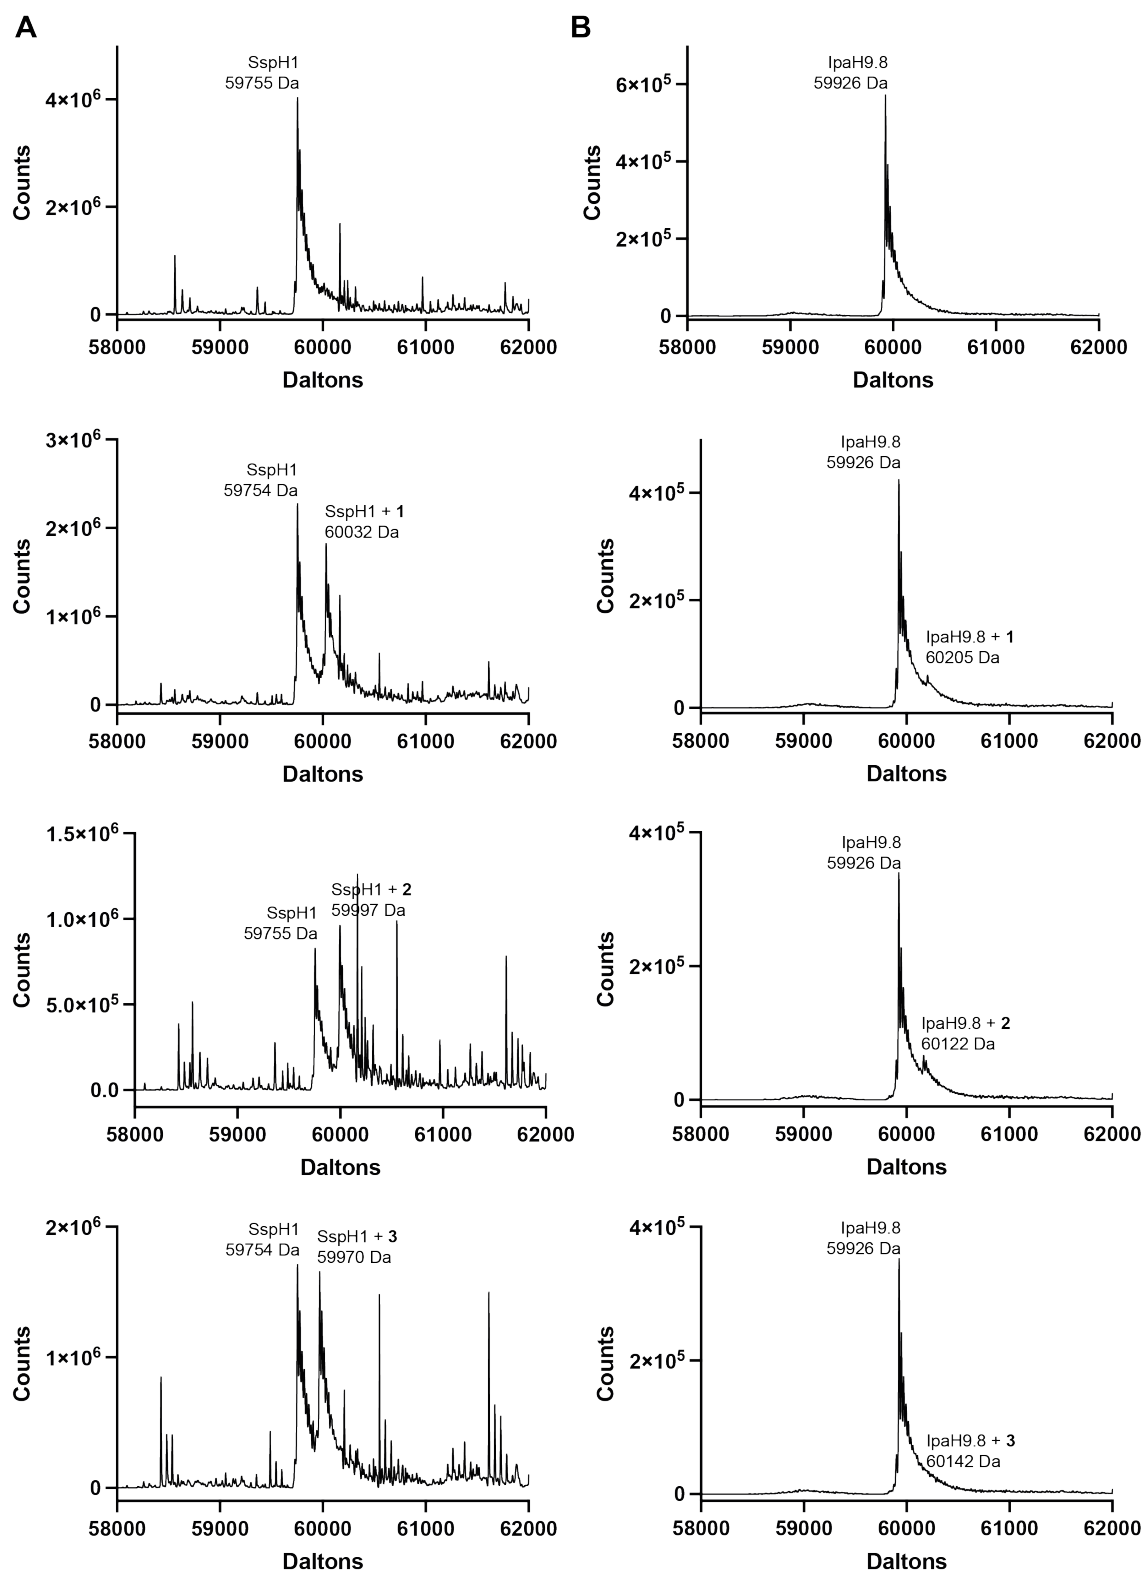 A
SspH1
59755 Da
4×10⁶
2×10⁶
0
Counts
58000 59000 60000 61000 62000
Daltons
B
IpaH9.8
59926 Da
6×10⁵
4×10⁵
2×10⁵
0
Counts
58000 59000 60000 61000 62000
Daltons
3×10⁶
2×10⁶
1×10⁶
0
Counts
SspH1
59754 Da
SspH1 + 1
60032 Da
58000 59000 60000 61000 62000
Daltons
IpaH9.8
59926 Da
4×10⁵
2×10⁵
0
Counts
IpaH9.8 + 1
60205 Da
58000 59000 60000 61000 62000
Daltons
1.5×10⁶
1.0×10⁶
5.0×10⁵
0.0
Counts
SspH1
59755 Da
SspH1 + 2
59997 Da
58000 59000 60000 61000 62000
Daltons
4×10⁵
2×10⁵
0
Counts
IpaH9.8
59926 Da
IpaH9.8 + 2
60122 Da
58000 59000 60000 61000 62000
Daltons
2×10⁶
1×10⁶
0
Counts
SspH1
59754 Da
SspH1 + 3
59970 Da
58000 59000 60000 61000 62000
Daltons
4×10⁵
2×10⁵
0
Counts
IpaH9.8
59926 Da
IpaH9.8 + 3
60142 Da
58000 59000 60000 61000 62000
Daltons